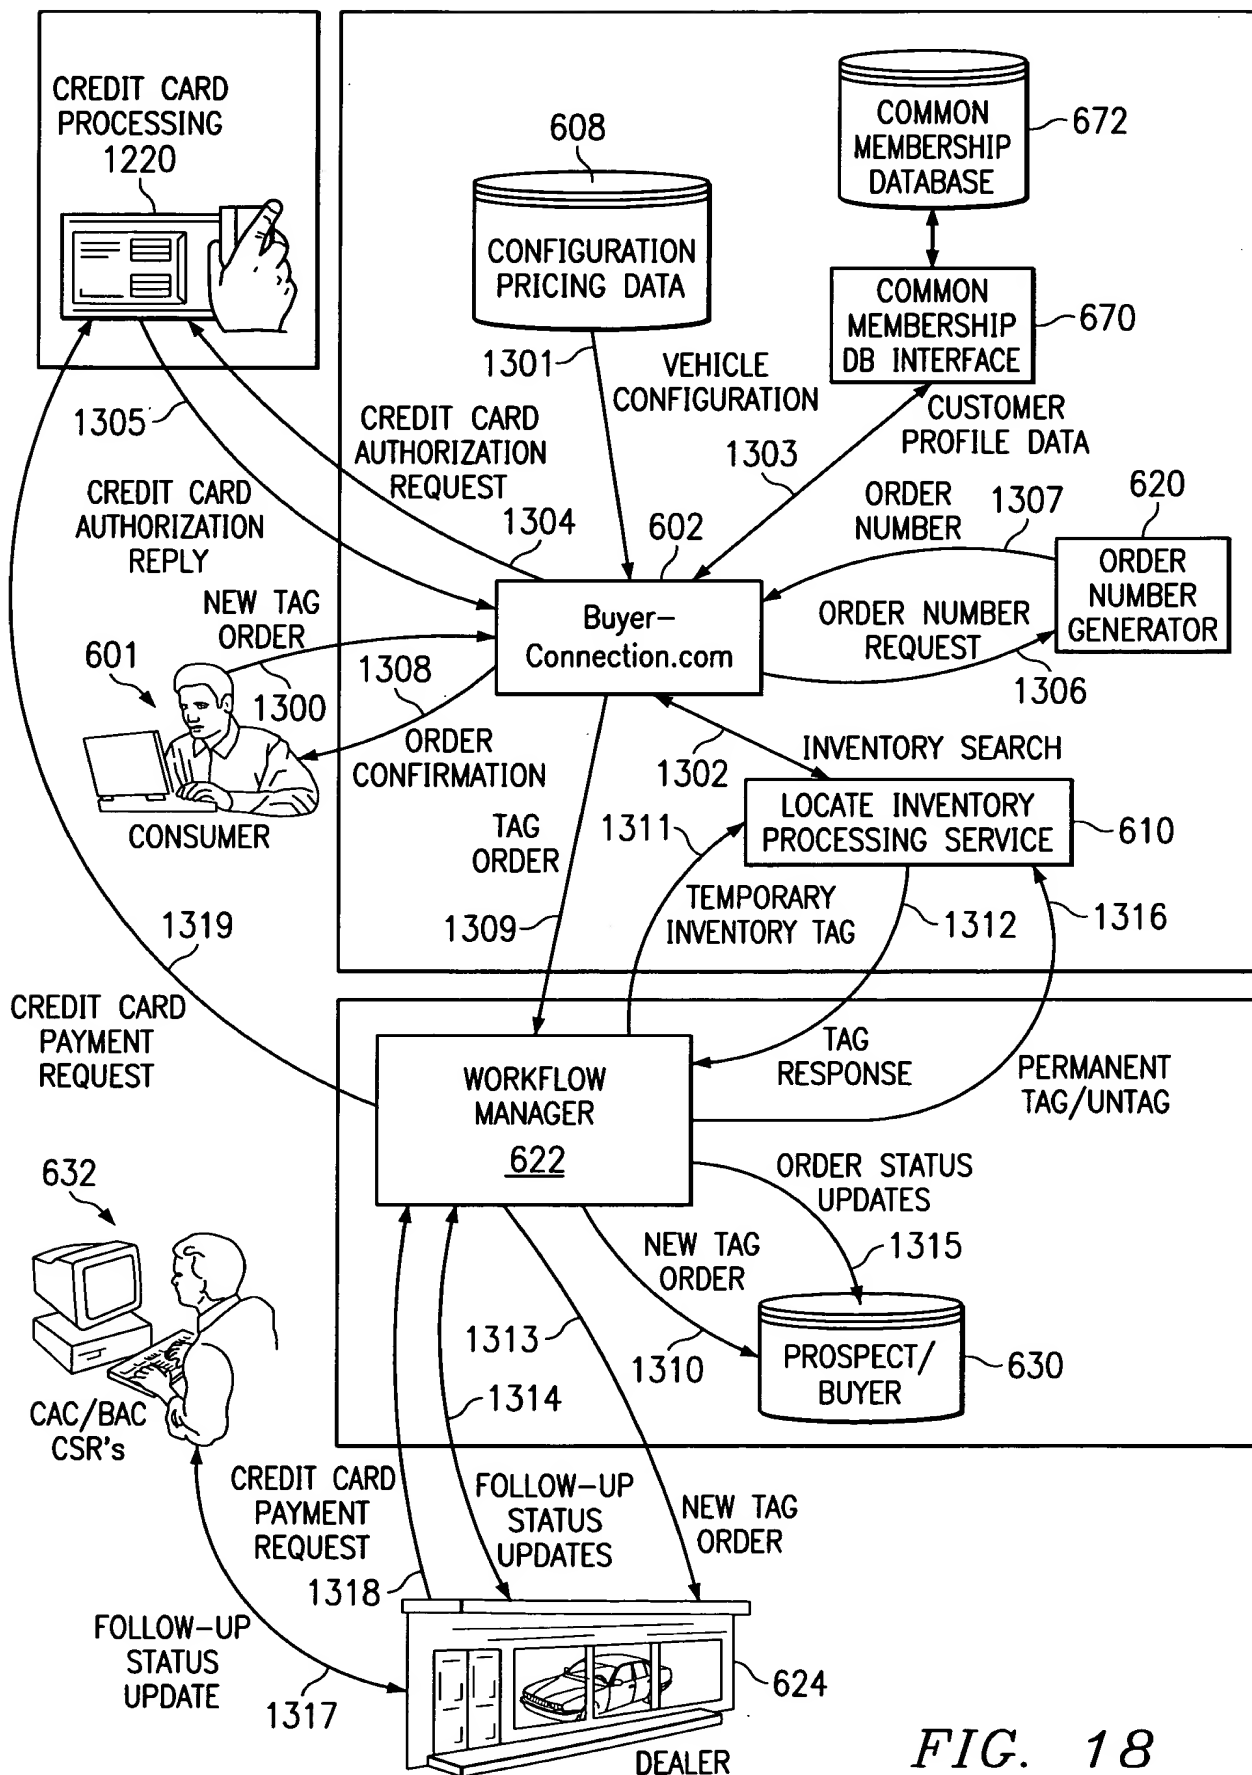 CREDIT CARD
PROCESSING
1220
608
CONFIGURATION
PRICING DATA
COMMON
MEMBERSHIP
DATABASE
672
COMMON
MEMBERSHIP
DB INTERFACE
670
1301
VEHICLE
CONFIGURATION
1305
CREDIT CARD
AUTHORIZATION
REQUEST
1303
CUSTOMER
PROFILE DATA
CREDIT CARD
AUTHORIZATION
REPLY
1304
602
ORDER
NUMBER
1307
620
ORDER
NUMBER
GENERATOR
NEW TAG
ORDER
Buyer-
Connection.com
ORDER NUMBER
REQUEST
1306
601
1300
1308
ORDER
CONFIRMATION
CONSUMER
1302
INVENTORY SEARCH
LOCATE INVENTORY
PROCESSING SERVICE
610
TAG
ORDER
1311
1309
TEMPORARY
INVENTORY TAG
1312
1316
1319
CREDIT CARD
PAYMENT
REQUEST
WORKFLOW
MANAGER
622
TAG
RESPONSE
PERMANENT
TAG/UNTAG
632
ORDER STATUS
UPDATES
1315
NEW TAG
ORDER
1313
1310
PROSPECT/
BUYER
630
1314
CAC/BAC
CSR's
CREDIT CARD
PAYMENT
REQUEST
1318
FOLLOW-UP
STATUS
UPDATES
NEW TAG
ORDER
FOLLOW-UP
STATUS
UPDATE
1317
624
DEALER
FIG. 18